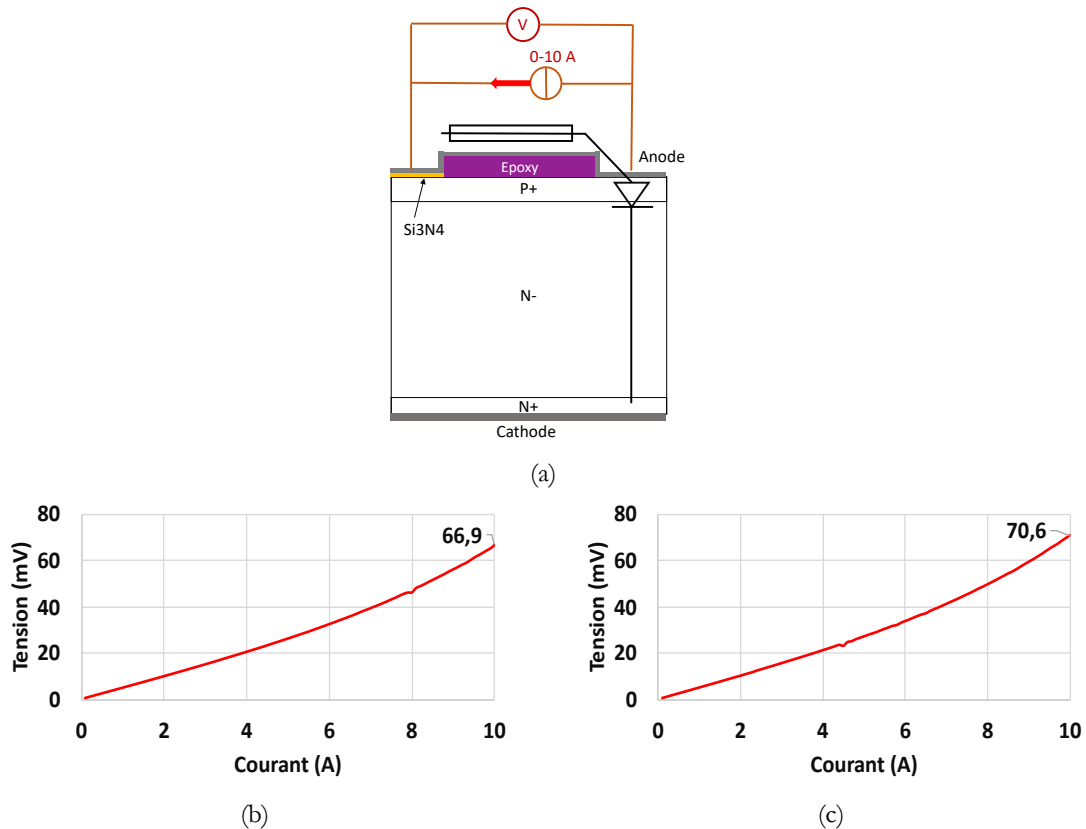 V
0-10 A
Anode
Epoxy
P+
Si3N4
N-
N+
Cathode
(a)
80
60
40
20
0
Tension (mV)
66,9
0 2 4 6 8 10
Courant (A)
(b)
80
60
40
20
0
Tension (mV)
70,6
0 2 4 6 8 10
Courant (A)
(c)